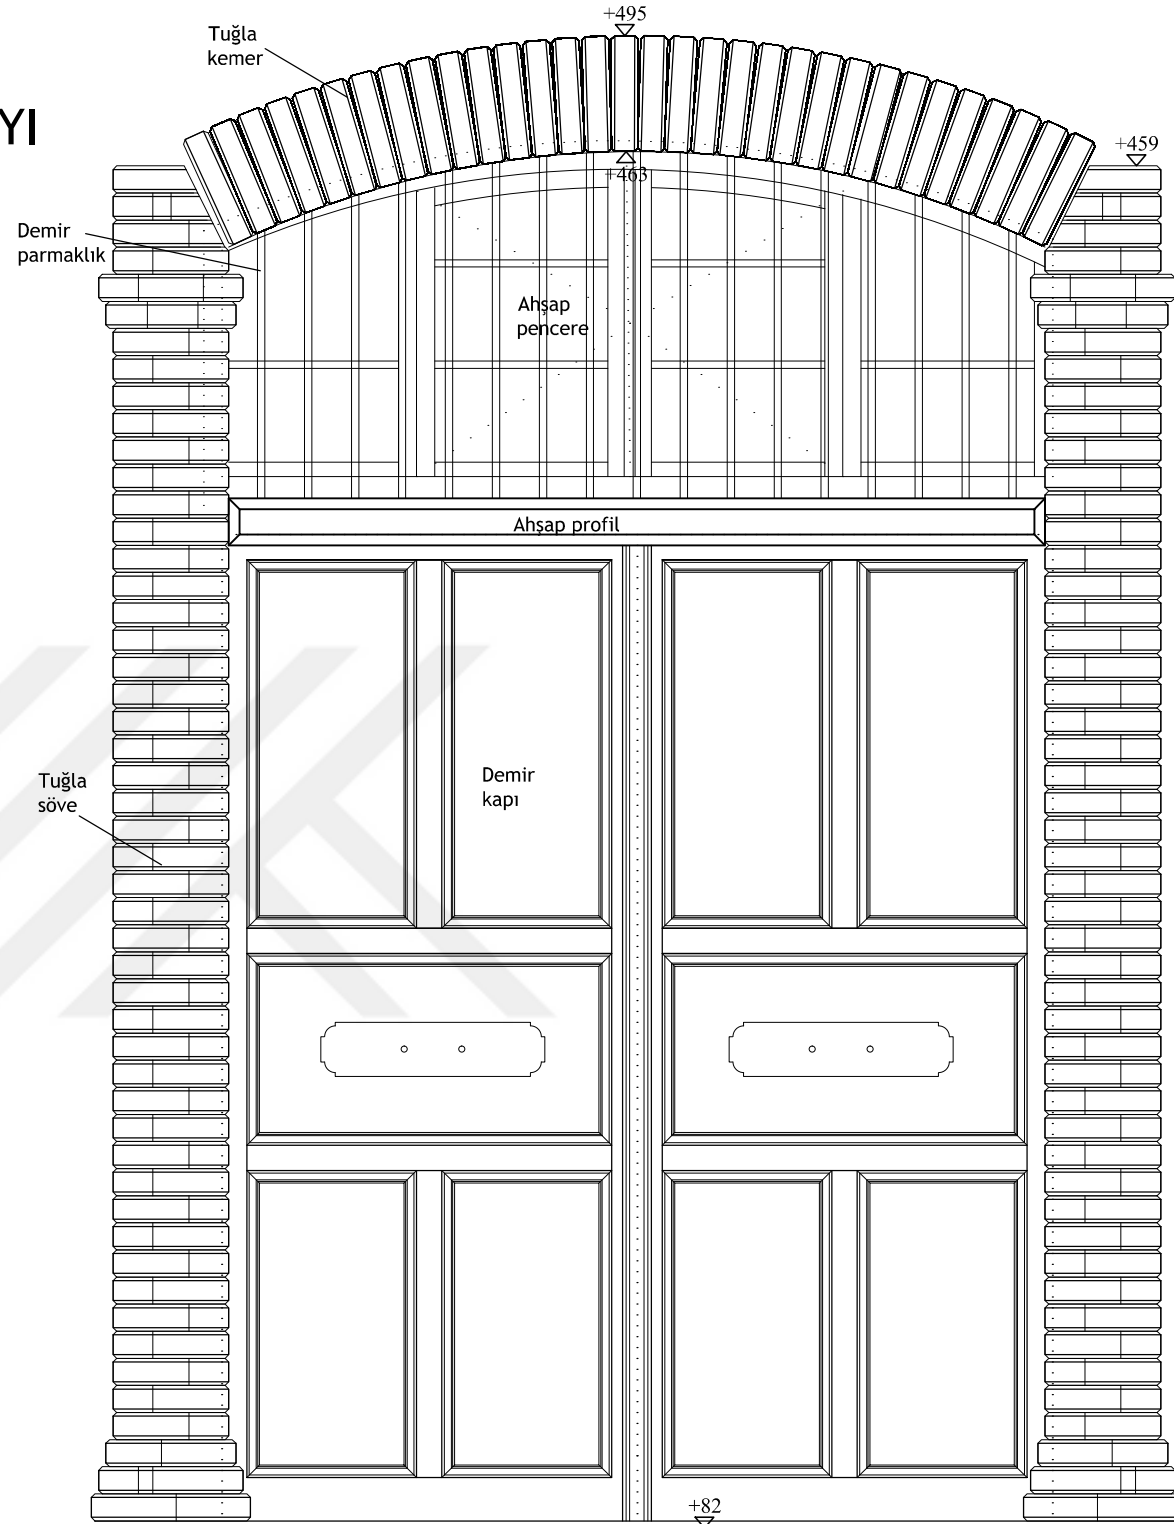 +495
Tuğla
kemer
YI
+459
+463
Demir
parmaklık
Ahşap
pencere
Ahşap profil
Demir
kapı
Tuğla
söve
+82